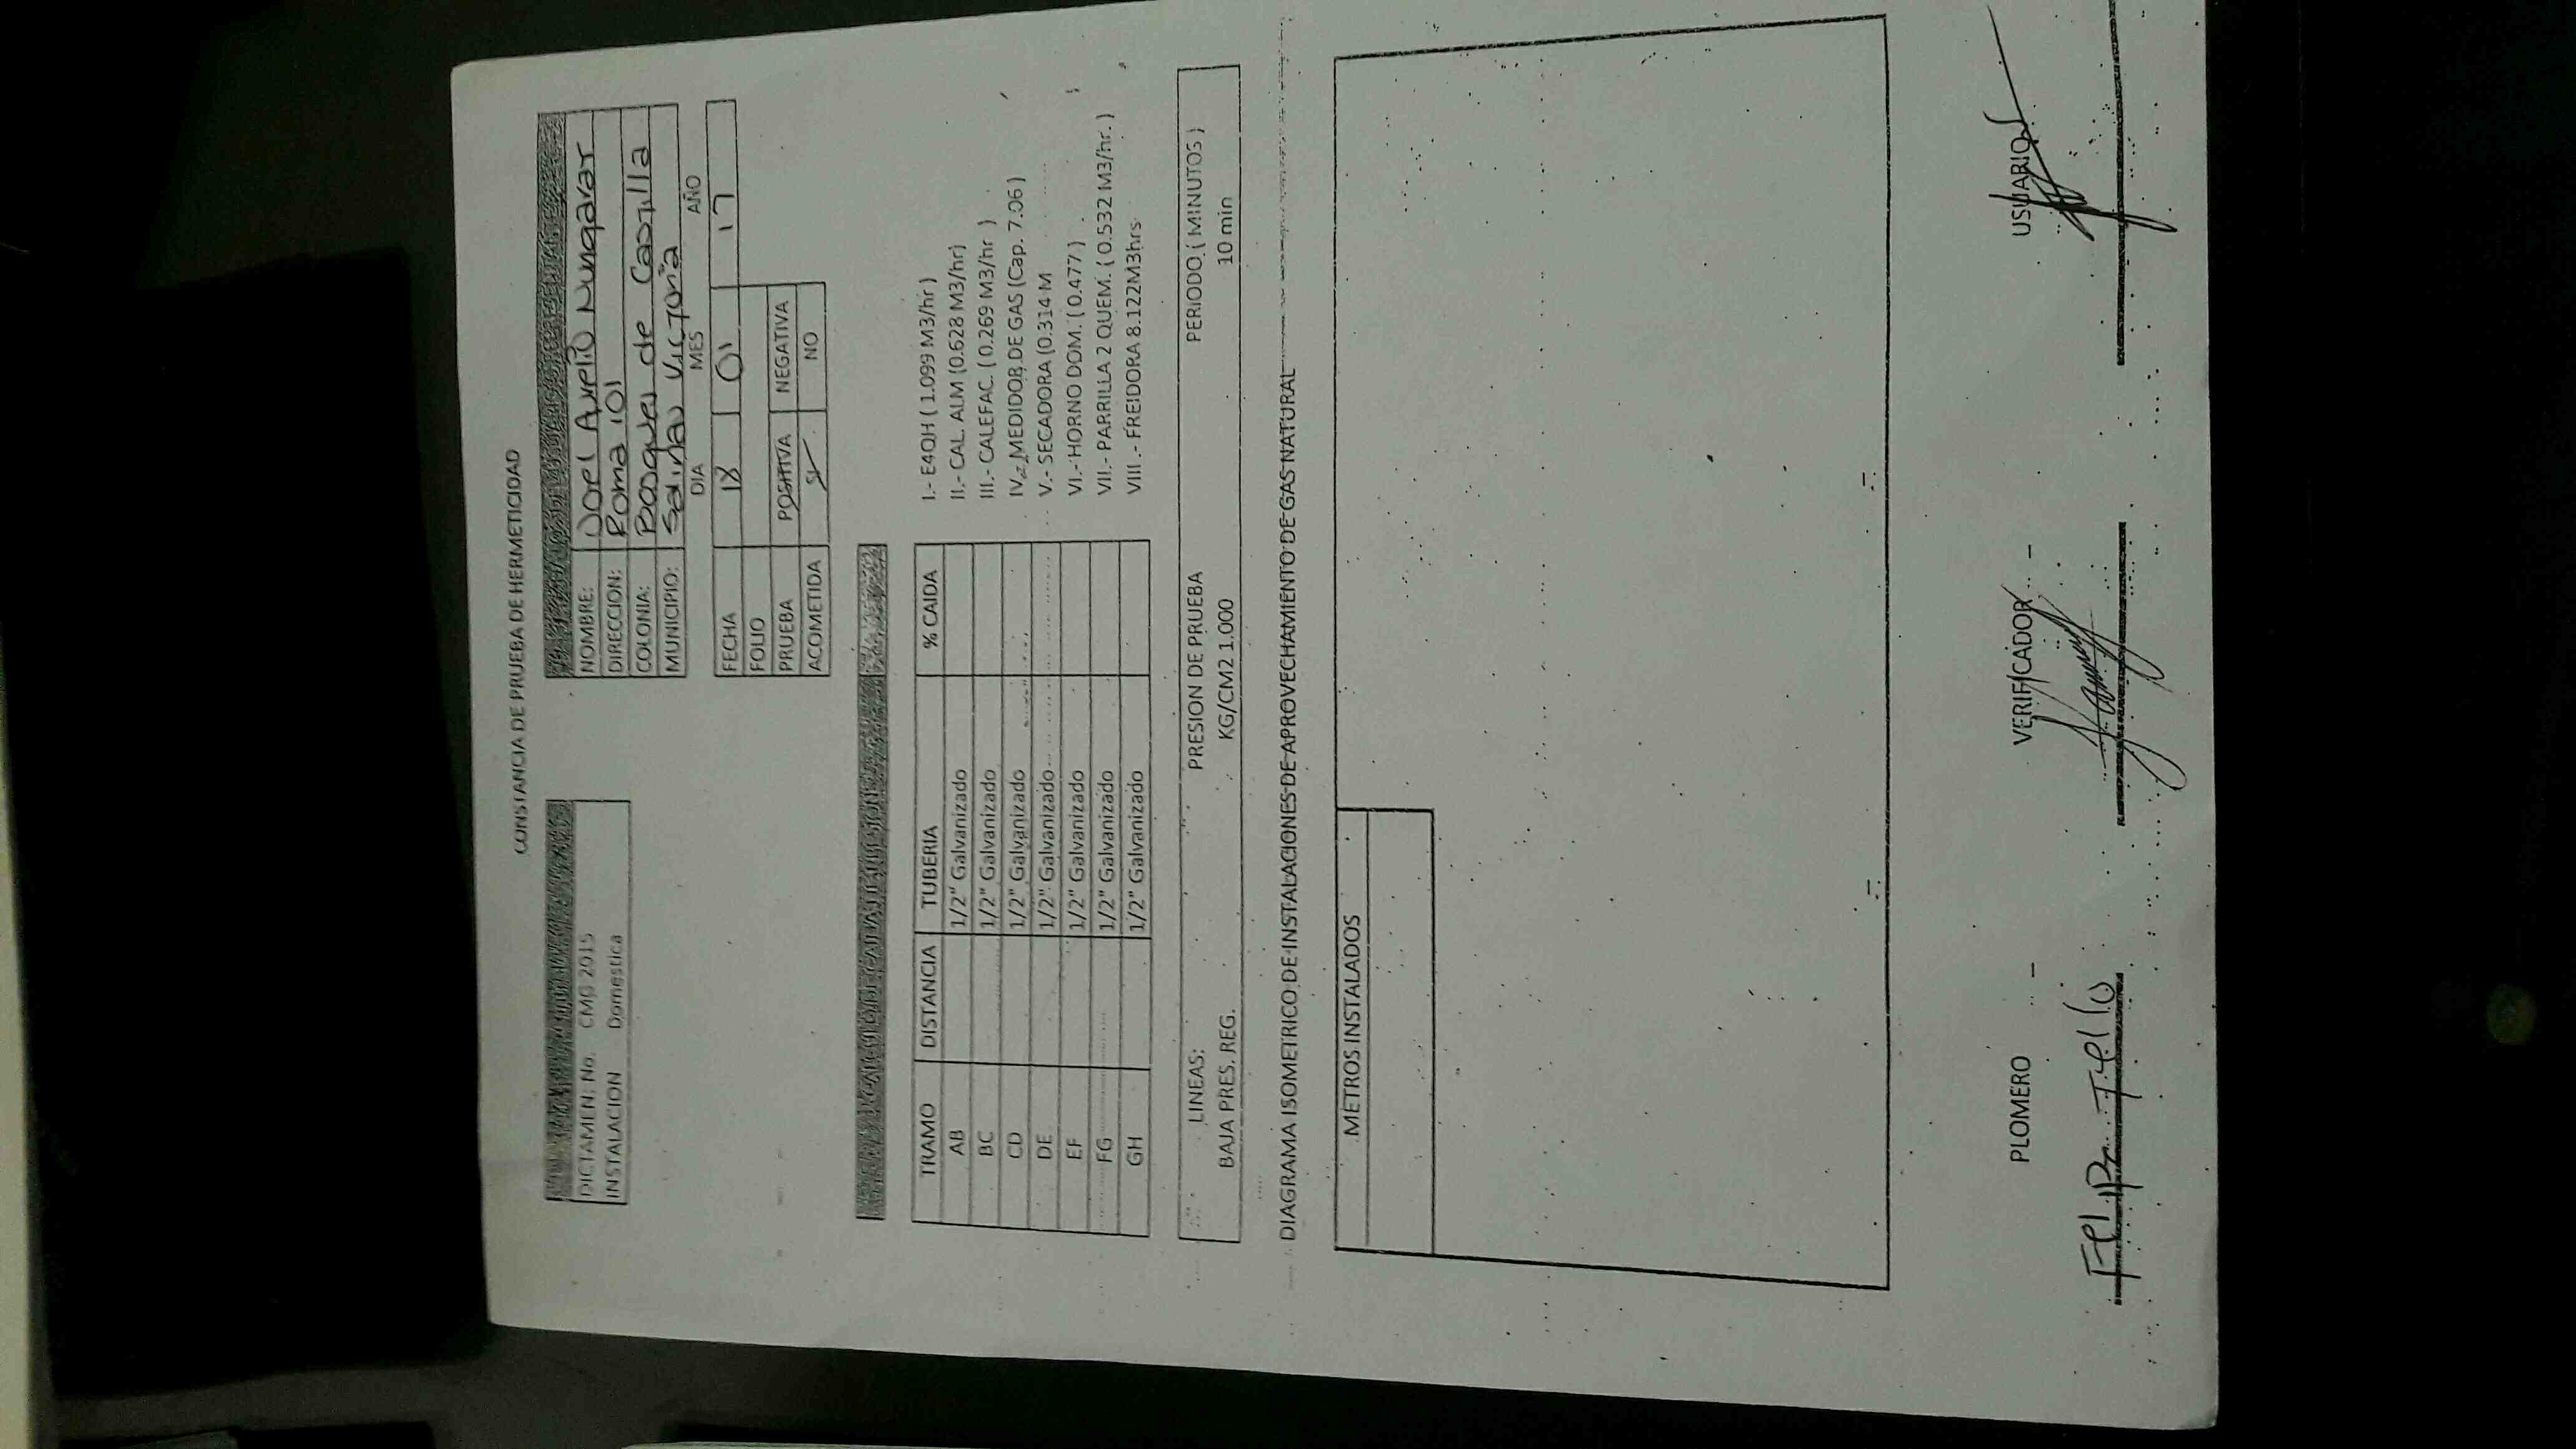 CONSTANCIA DE PRUEBA DE HERMETICIDAD
DICTAMEN: No. CMG 2015
INSTALACION Domestica
NOMBRE: Aurelio
DIRECCION: Roma 101
COLONIA: Bosques de Castilla
MUNICIPIO: Salinas Victoria
DIA MES AÑO
FECHA 18 01 17
FOLIO
PRUEBA POSITIVA NEGATIVA
ACOMETIDA SI NO
TRAMO DISTANCIA TUBERIA % CAIDA
AB 1/2" Galvanizado
BC 1/2" Galvanizado
CD 1/2" Galvanizado
DE 1/2" Galvanizado
EF 1/2" Galvanizado
FG 1/2" Galvanizado
GH 1/2" Galvanizado
I.- E4QH ( 1.099 M3/hr )
II.- CAL. ALM (0.628 M3/hr)
III.- CALEFAC. ( 0.269 M3/hr )
IV.- MEDIDOR DE GAS (Cap. 7.06 )
V.- SECADORA (0.314 M
VI.- HORNO DOM. ( 0.477 )
VII.- PARRILLA 2 QUEM. ( 0.532 M3/hr. )
VIII .- FREIDORA 8.122M3hrs
LINEAS: PRESION DE PRUEBA PERIODO ( MINUTOS )
BAJA PRES. REG. KG/CM2 1.000 10 min
DIAGRAMA ISOMETRICO DE INSTALACIONES DE APROVECHAMIENTO DE GAS NATURAL
METROS INSTALADOS
PLOMERO VERIFICADOR USUARIO
Felipe Tello